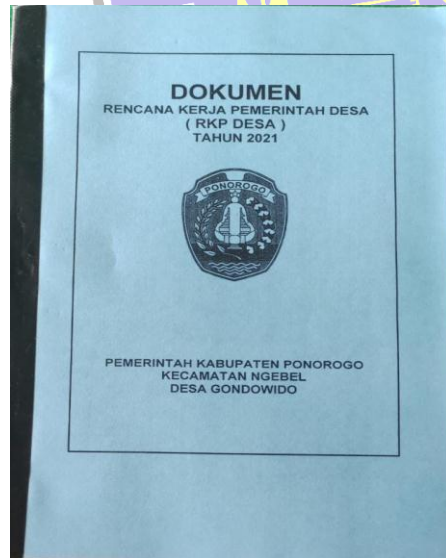 DOKUMEN
RENCANA KERJA PEMERINTAH DESA
( RKP DESA )
TAHUN 2021
PONOROGO
PEMERINTAH KABUPATEN PONOROGO
KECAMATAN NGEBEL
DESA GONDOWIDO